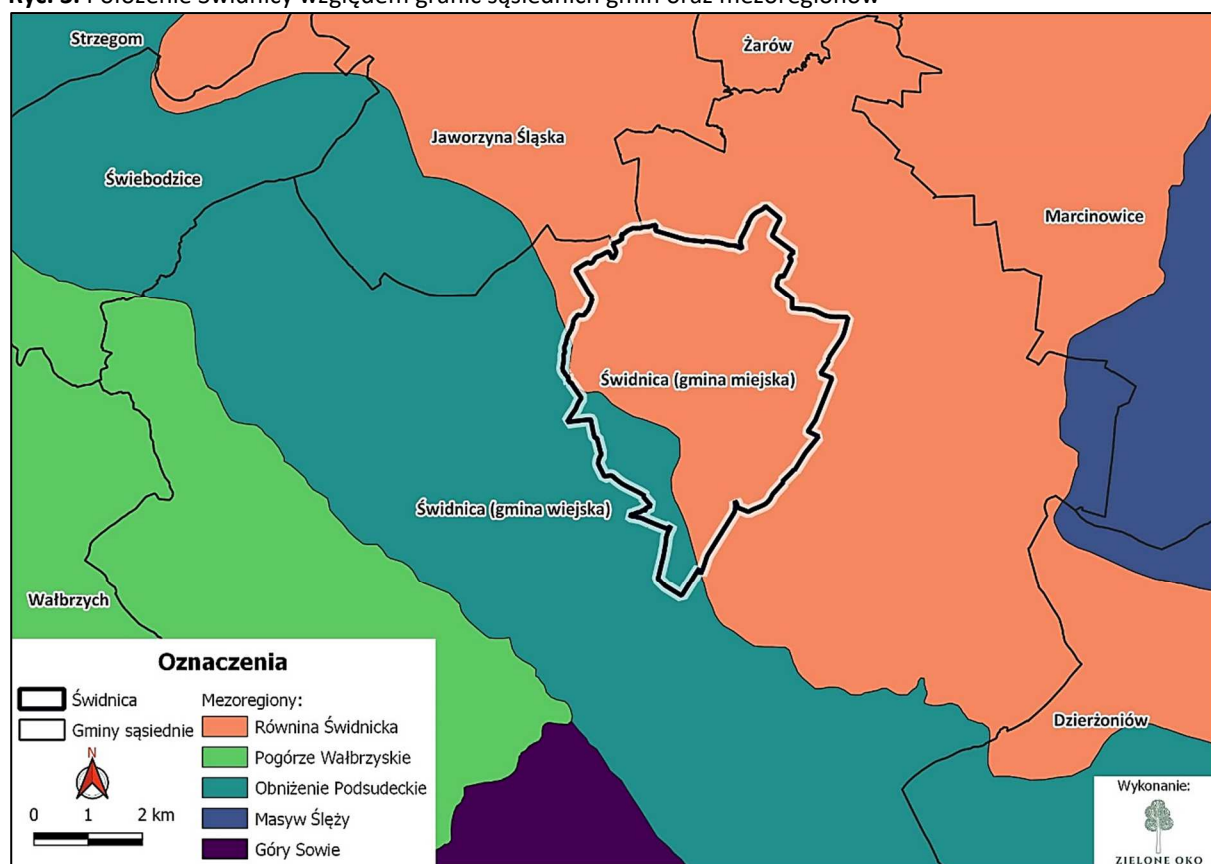 Ryc. 3. Położenie Świdnicy względem granic sąsiednich gmin oraz mezoregionów
Strzegom
Żarów
Jaworzyna Śląska
Świebodzice
Marcinowice
Świdnica (gmina miejska)
Świdnica (gmina wiejska)
Wałbrzych
Dzierżoniów
Oznaczenia
Świdnica
Gminy sąsiednie
N
0 1 2 km
Mezoregiony:
Równina Świdnicka
Pogórze Wałbrzyskie
Obniżenie Podsudeckie
Masyw Ślęży
Góry Sowie
Wykonanie:
ZIELONE OKO